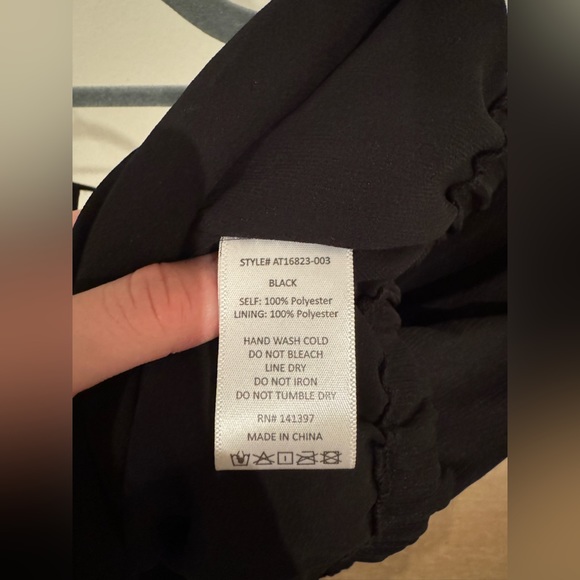 STYLE# AT16823-003
BLACK
SELF: 100% Polyester
LINING: 100% Polyester
HAND WASH COLD
DO NOT BLEACH
LINE DRY
DO NOT IRON
DO NOT TUMBLE DRY
RN# 141397
MADE IN CHINA